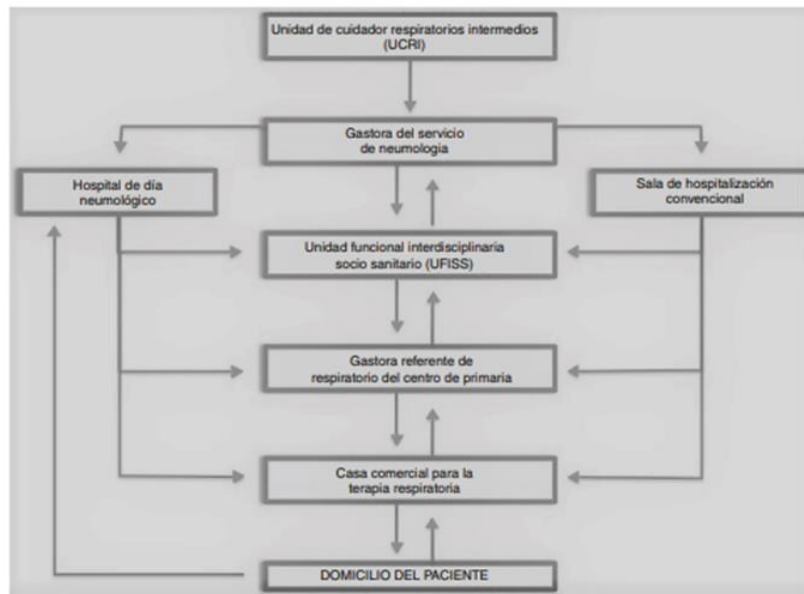 Unidad de cuidador respiratorios intermedios
(UCRI)
Gastora del servicio
de neumologia
Hospital de día
neumológico
Sala de hospitalización
convencional
Unidad funcional interdisciplinaria
socio sanitario (UFISS)
Gastora referente de
respiratorio del centro de primaria
Casa comercial para la
terapia respiratoria
DOMICILIO DEL PACIENTE